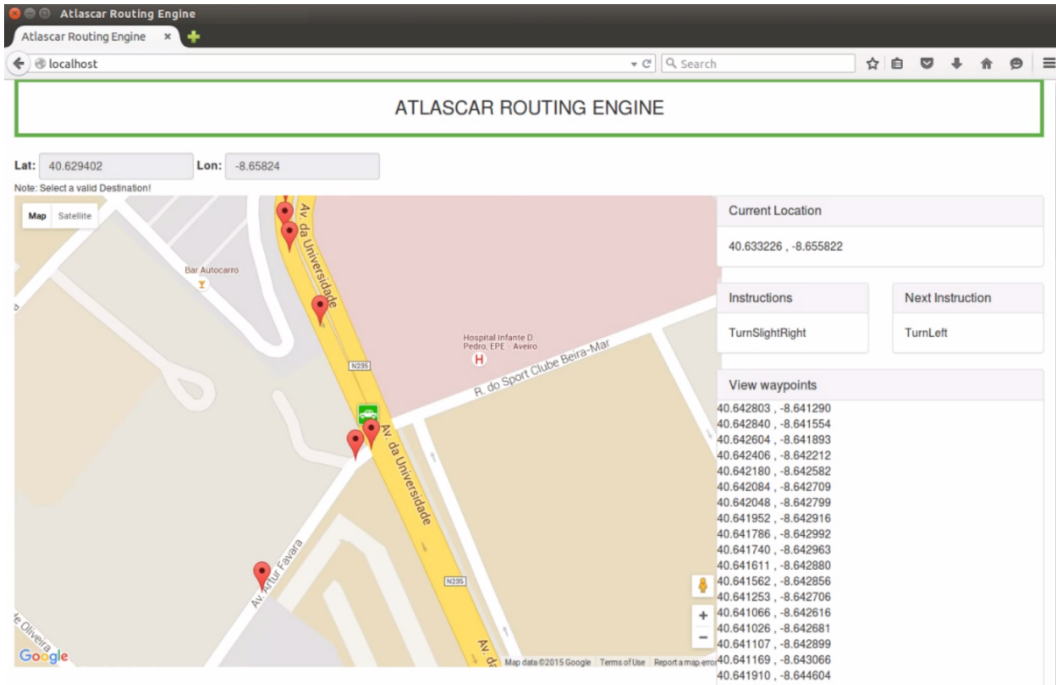 Atlascar Routing Engine
Atlascar Routing Engine
localhost
Search
ATLASCAR ROUTING ENGINE
Lat: 40.629402 Lon: -8.65824
Note: Select a valid Destination!
Map Satellite
Bar Autocarro
Av. da Universidade
Hospital Infante D.
Pedro, EPE - Aveiro
H
R. do Sport Clube Beira-Mar
N235
Av. da Universidade
Av. Artur Favara
N235
de Oliveira
Av. da
Google
Map data ©2015 Google Terms of Use Report a map error
Current Location
40.633226 , -8.655822
Instructions
TurnSlightRight
Next Instruction
TurnLeft
View waypoints
40.642803 , -8.641290
40.642840 , -8.641554
40.642604 , -8.641893
40.642406 , -8.642212
40.642180 , -8.642582
40.642084 , -8.642709
40.642048 , -8.642799
40.641952 , -8.642916
40.641786 , -8.642992
40.641740 , -8.642963
40.641611 , -8.642880
40.641562 , -8.642856
40.641253 , -8.642706
40.641066 , -8.642616
40.641026 , -8.642681
40.641107 , -8.642899
40.641169 , -8.643066
40.641910 , -8.644604